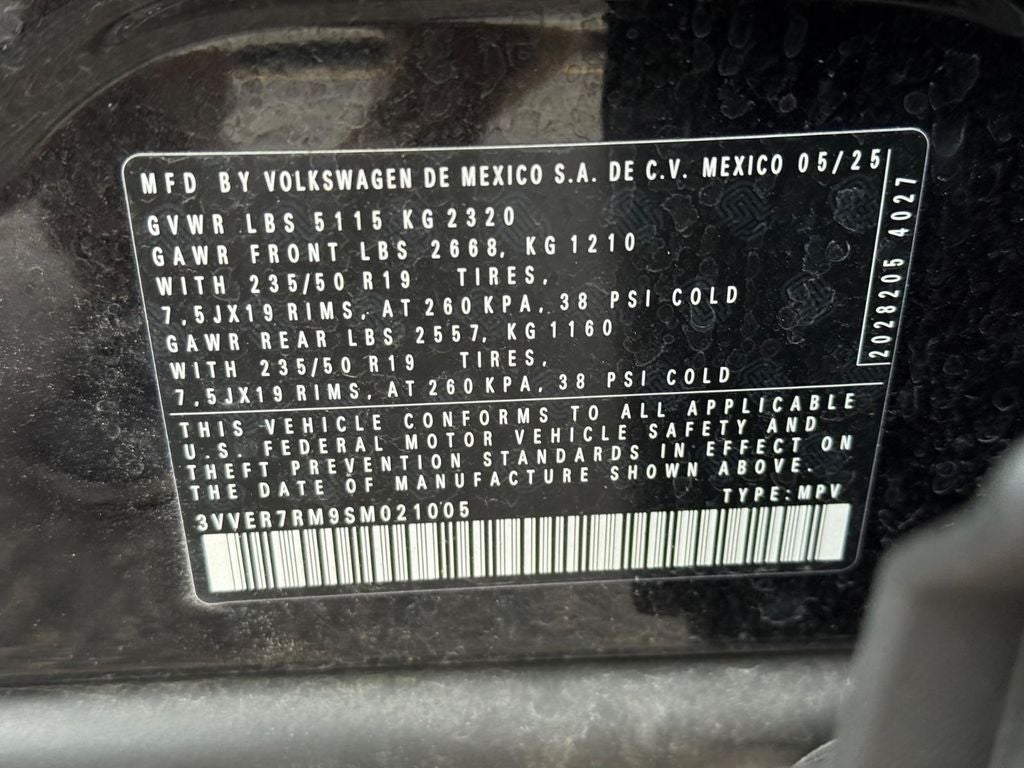 MFD BY VOLKSWAGEN DE MEXICO S.A. DE C.V. MEXICO 05/25
GVWR LBS 5115 KG 2320
GAWR FRONT LBS 2668, KG 1210
WITH 235/50 R19 TIRES,
7,5JX19 RIMS, AT 260 KPA, 38 PSI COLD
GAWR REAR LBS 2557, KG 1160
WITH 235/50 R19 TIRES,
7,5JX19 RIMS, AT 260 KPA, 38 PSI COLD
2028205 4027
THIS VEHICLE CONFORMS TO ALL APPLICABLE
U.S. FEDERAL MOTOR VEHICLE SAFETY AND
THEFT PREVENTION STANDARDS IN EFFECT ON
THE DATE OF MANUFACTURE SHOWN ABOVE.
TYPE:MPV
3VVER7RM9SM021005